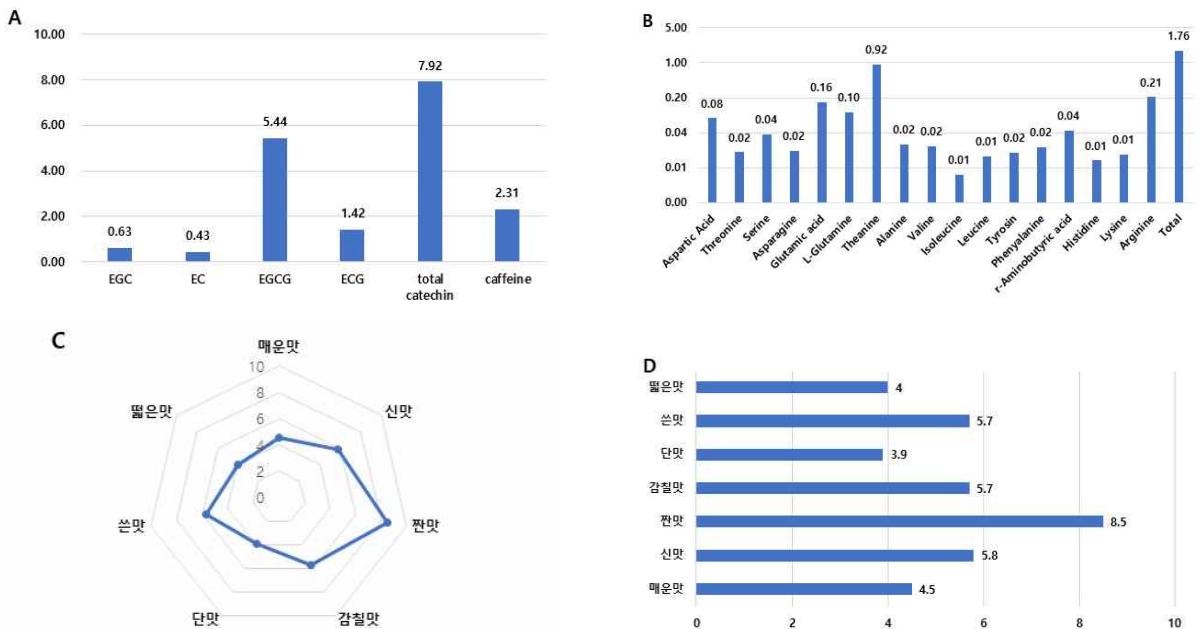 A
10.00
8.00
6.00
4.00
2.00
0.00
0.63
0.43
5.44
1.42
7.92
2.31
EGC
EC
EGCG
ECG
total
catechin
caffeine
B
5.00
1.00
0.20
0.04
0.01
0.00
0.08
0.02
0.04
0.02
0.16
0.10
0.92
0.02
0.02
0.01
0.01
0.02
0.02
0.04
0.01
0.01
0.21
1.76
Aspartic Acid
Threonine
Serine
Asparagine
Glutamic acid
L-Glutamine
Theanine
Alanine
Valine
Isoleucine
Leucine
Tyrosin
Phenyalanine
r-Aminobutyric acid
Histidine
Lysine
Arginine
Total
C
매운맛
신맛
짠맛
감칠맛
단맛
쓴맛
떫은맛
10
8
6
4
2
0
D
떫은맛 4
쓴맛 5.7
단맛 3.9
감칠맛 5.7
짠맛 8.5
신맛 5.8
매운맛 4.5
0 2 4 6 8 10